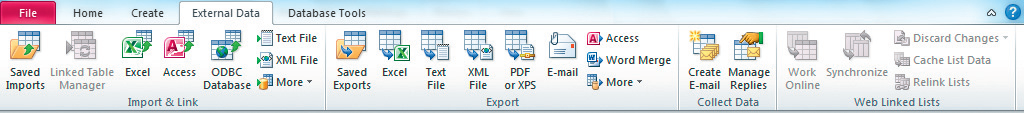 File Home Create External Data Database Tools
Saved Imports
Linked Table Manager
Excel
Access
ODBC Database
Text File
XML File
More
Import & Link
Saved Exports
Excel
Text File
XML File
PDF or XPS
E-mail
Access
Word Merge
More
Export
Create E-mail
Manage Replies
Collect Data
Work Online
Synchronize
Discard Changes
Cache List Data
Relink Lists
Web Linked Lists